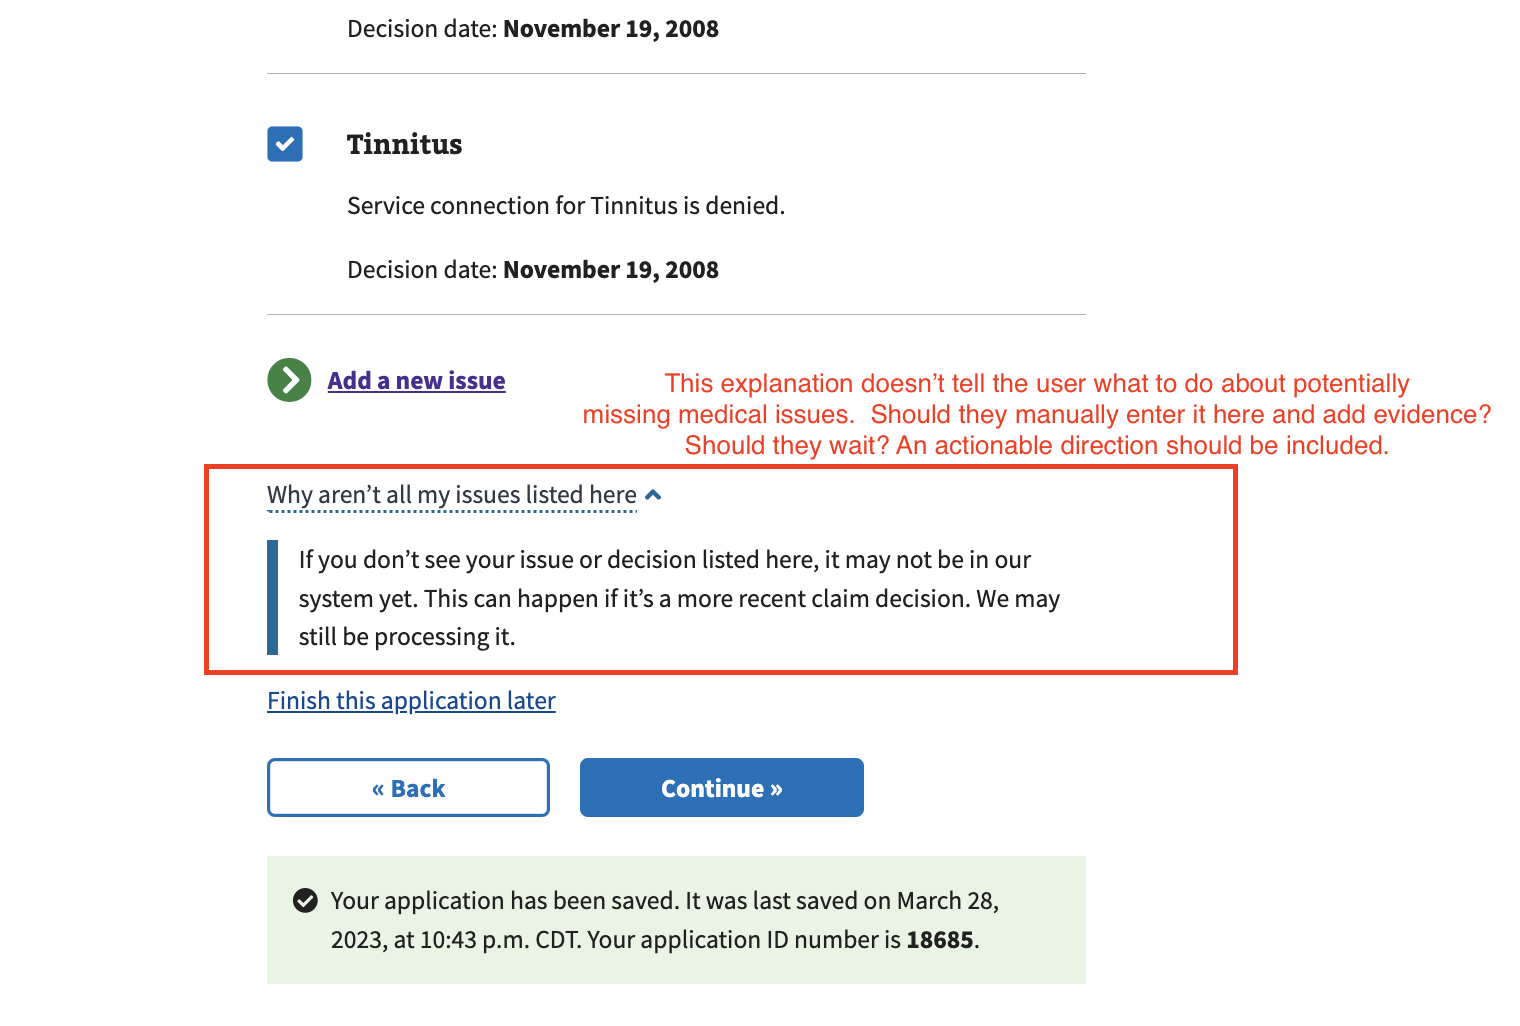 Decision date: November 19, 2008
Tinnitus
Service connection for Tinnitus is denied.
Decision date: November 19, 2008
Add a new issue
This explanation doesn’t tell the user what to do about potentially
missing medical issues.  Should they manually enter it here and add evidence?
Should they wait? An actionable direction should be included.
Why aren’t all my issues listed here
If you don’t see your issue or decision listed here, it may not be in our
system yet. This can happen if it’s a more recent claim decision. We may
still be processing it.
Finish this application later
« Back
Continue »
Your application has been saved. It was last saved on March 28,
2023, at 10:43 p.m. CDT. Your application ID number is 18685.